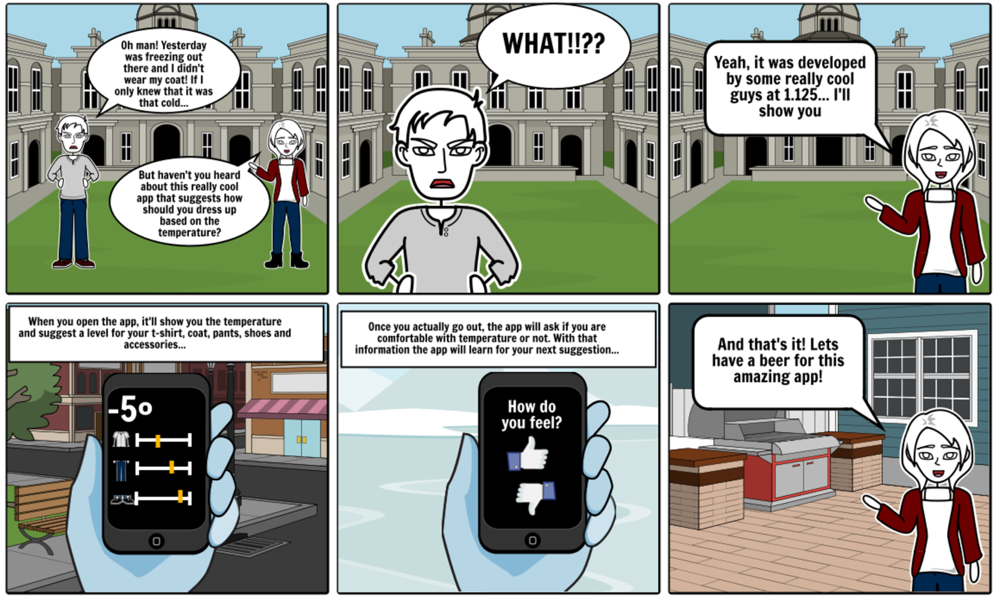 Oh man! Yesterday
was freezing out
there and I didn't
wear my coat! If I
only knew that it was
that cold...
But haven't you heard
about this really cool
app that suggests how
should you dress up
based on the
temperature?
WHAT!!??
Yeah, it was developed
by some really cool
guys at 1.125... I'll
show you
When you open the app, it'll show you the temperature
and suggest a level for your t-shirt, coat, pants, shoes and
accessories...
-5º
Once you actually go out, the app will ask if you are
comfortable with temperature or not. With that
information the app will learn for your next suggestion...
How do
you feel?
And that's it! Lets
have a beer for this
amazing app!